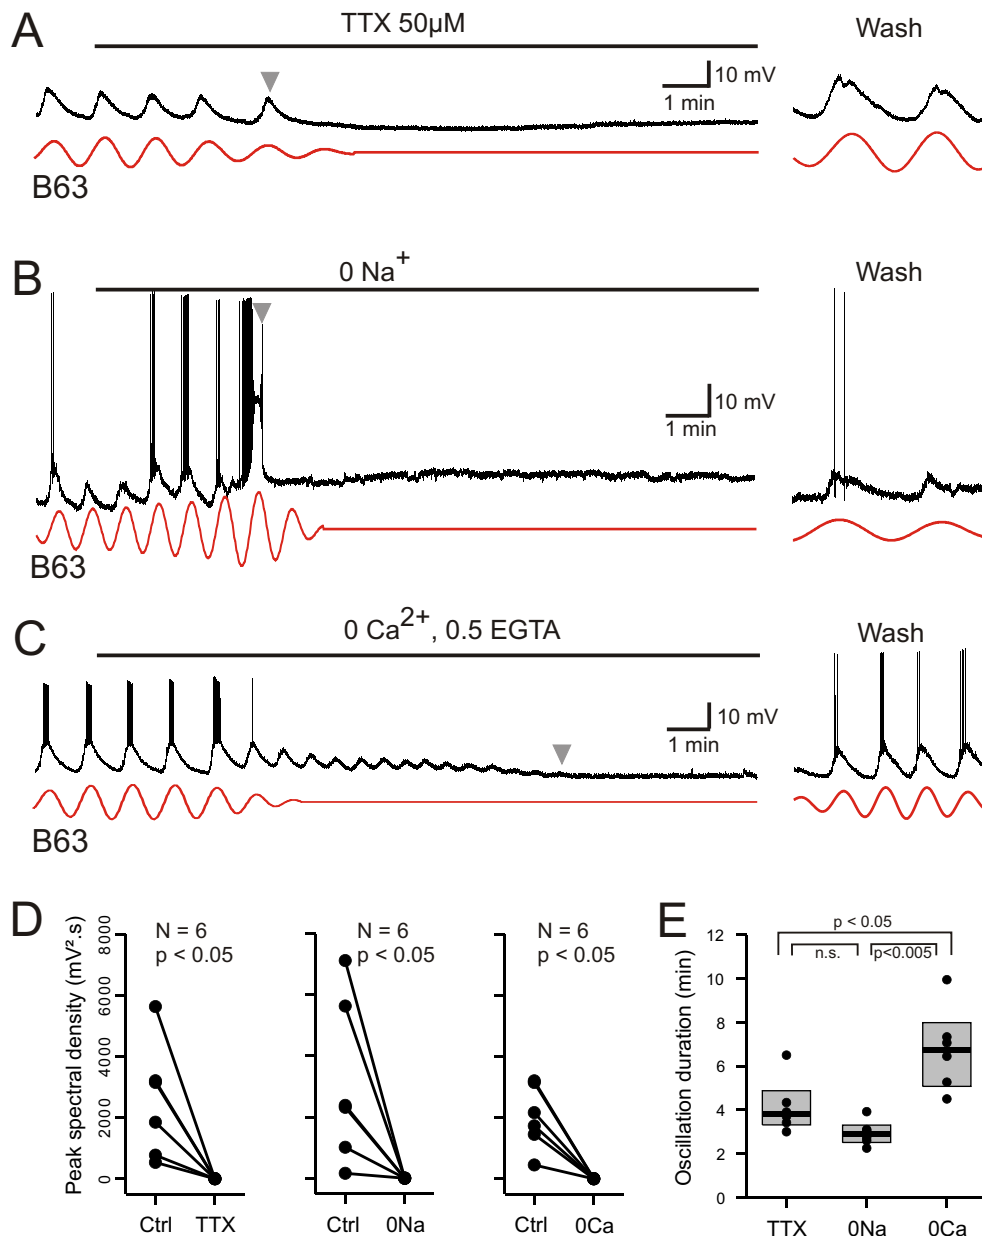 A
TTX 50µM
Wash
10 mV
1 min
B63
B
0 Na+
Wash
10 mV
1 min
B63
C
0 Ca2+, 0.5 EGTA
Wash
10 mV
1 min
B63
D
Peak spectral density (mV².s)
8000
6000
4000
2000
0
N = 6
p < 0.05
Ctrl TTX
N = 6
p < 0.05
Ctrl 0Na
N = 6
p < 0.05
Ctrl 0Ca
E
Oscillation duration (min)
12
10
8
6
4
2
0
p < 0.05
n.s.
p<0.005
TTX 0Na 0Ca